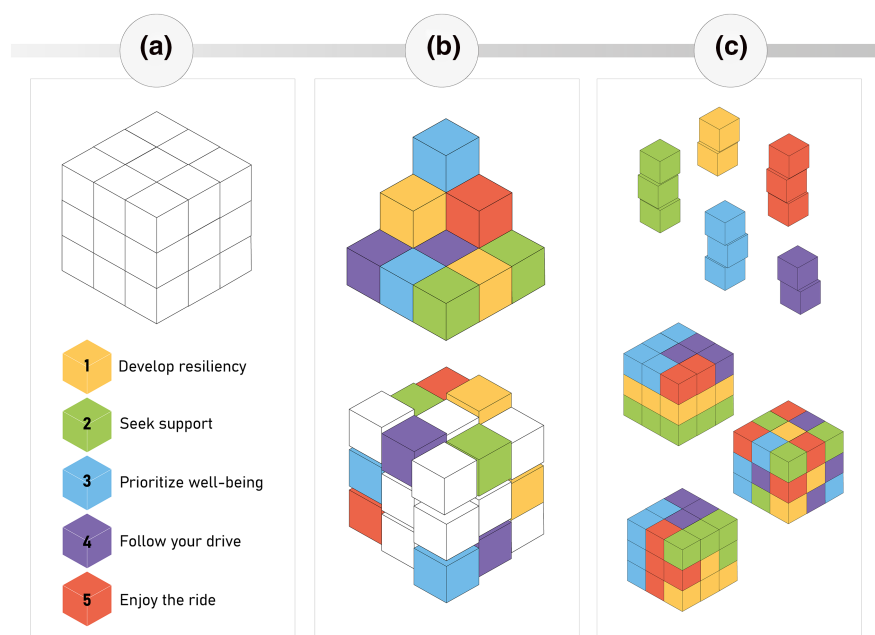 (a)
(b)
(c)
1 Develop resiliency
2 Seek support
3 Prioritize well-being
4 Follow your drive
5 Enjoy the ride